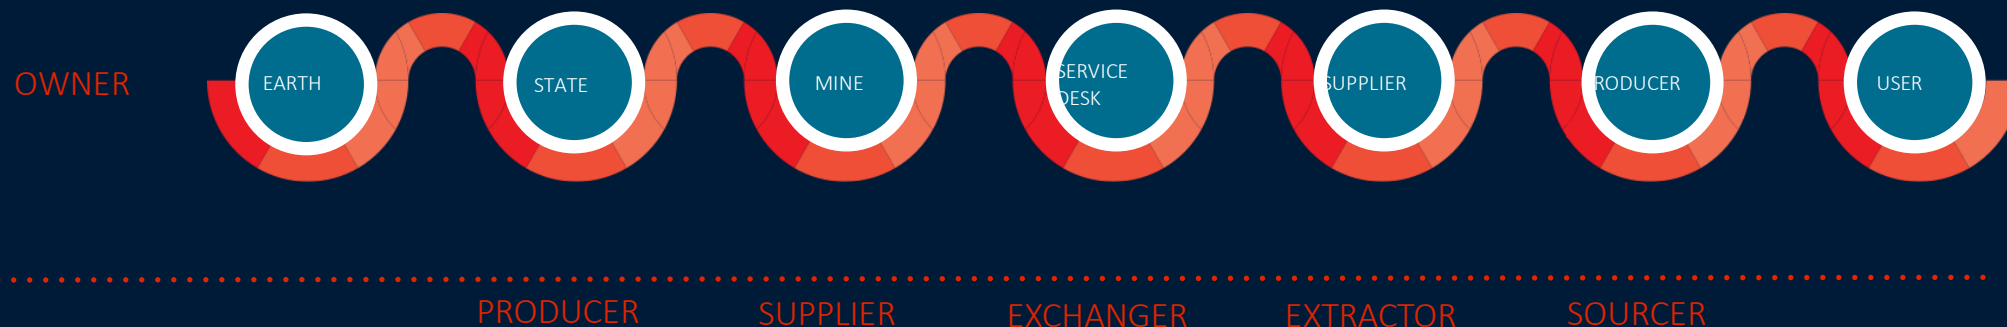 OWNER
EARTH
STATE
MINE
SERVICE
DESK
SUPPLIER
RODUCER
USER
PRODUCER
SUPPLIER
EXCHANGER
EXTRACTOR
SOURCER